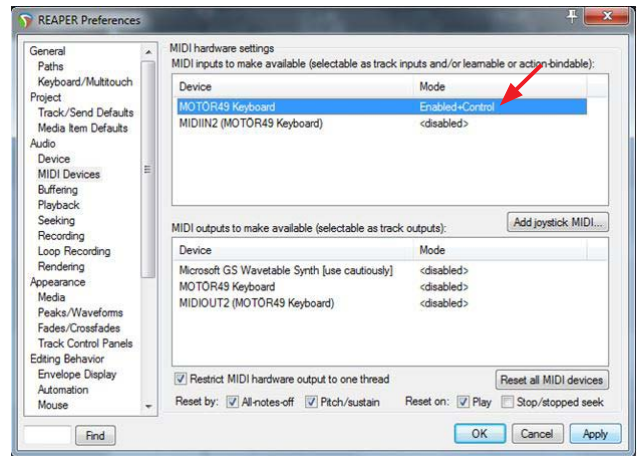 REAPER Preferences
General
Paths
Keyboard/Multitouch
Project
Track/Send Defaults
Media Item Defaults
Audio
Device
MIDI Devices
Buffering
Playback
Seeking
Recording
Loop Recording
Rendering
Appearance
Media
Peaks/Waveforms
Fades/Crossfades
Track Control Panels
Editing Behavior
Envelope Display
Automation
Mouse
Find
MIDI hardware settings
MIDI inputs to make available (selectable as track inputs and/or learnable or action-bindable):
Device Mode
MOTÖR49 Keyboard Enabled+Control
MIDIIN2 (MOTÖR49 Keyboard) <disabled>
Add joystick MIDI...
MIDI outputs to make available (selectable as track outputs):
Device Mode
Microsoft GS Wavetable Synth [use cautiously] <disabled>
MOTÖR49 Keyboard <disabled>
MIDIOUT2 (MOTÖR49 Keyboard) <disabled>
Restrict MIDI hardware output to one thread Reset all MIDI devices
Reset by: All-notes-off Pitch/sustain Reset on: Play Stop/stopped seek
OK Cancel Apply